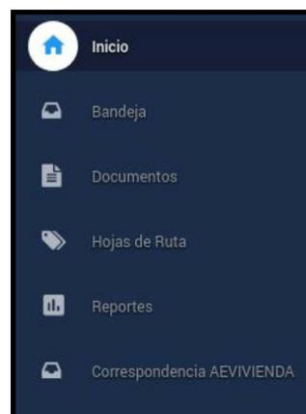 Inicio
Bandeja
Documentos
Hojas de Ruta
Reportes
Correspondencia AEVIVIENDA